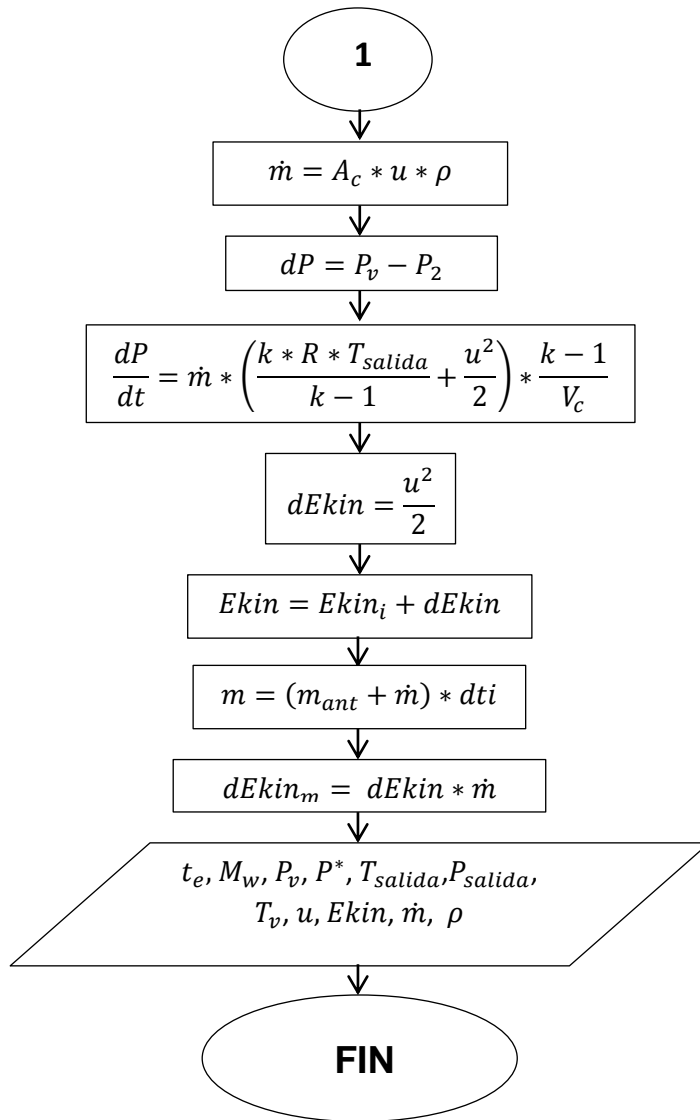 1
ṁ = A_c * u * ρ
dP = P_v − P_2
dP/dt = ṁ * ((k * R * T_salida)/(k − 1) + u²/2) * (k − 1)/V_c
dEkin = u²/2
Ekin = Ekin_i + dEkin
m = (m_ant + ṁ) * dti
dEkin_m = dEkin * ṁ
t_e, M_w, P_v, P*, T_salida,P_salida,
T_v, u, Ekin, ṁ, ρ
FIN